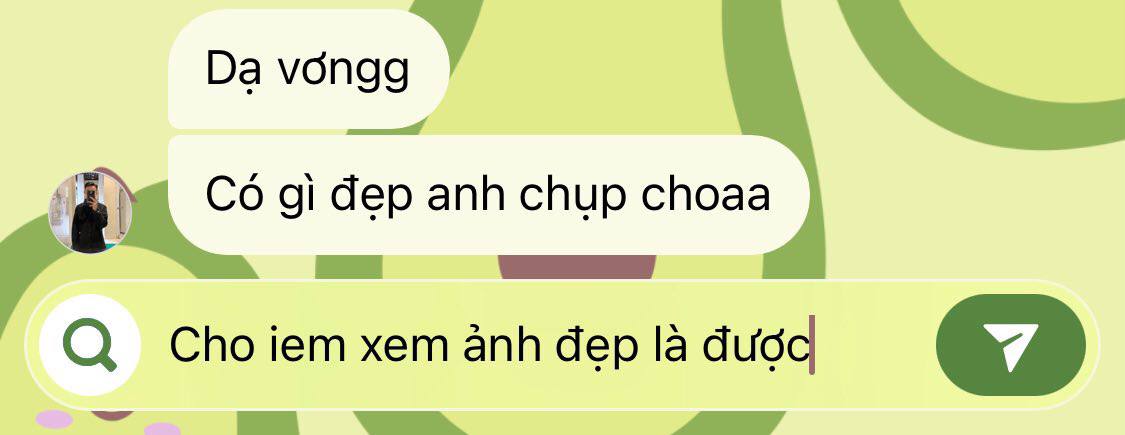 Dạ vơngg
Có gì đẹp anh chụp choaa
Cho iem xem ảnh đẹp là được